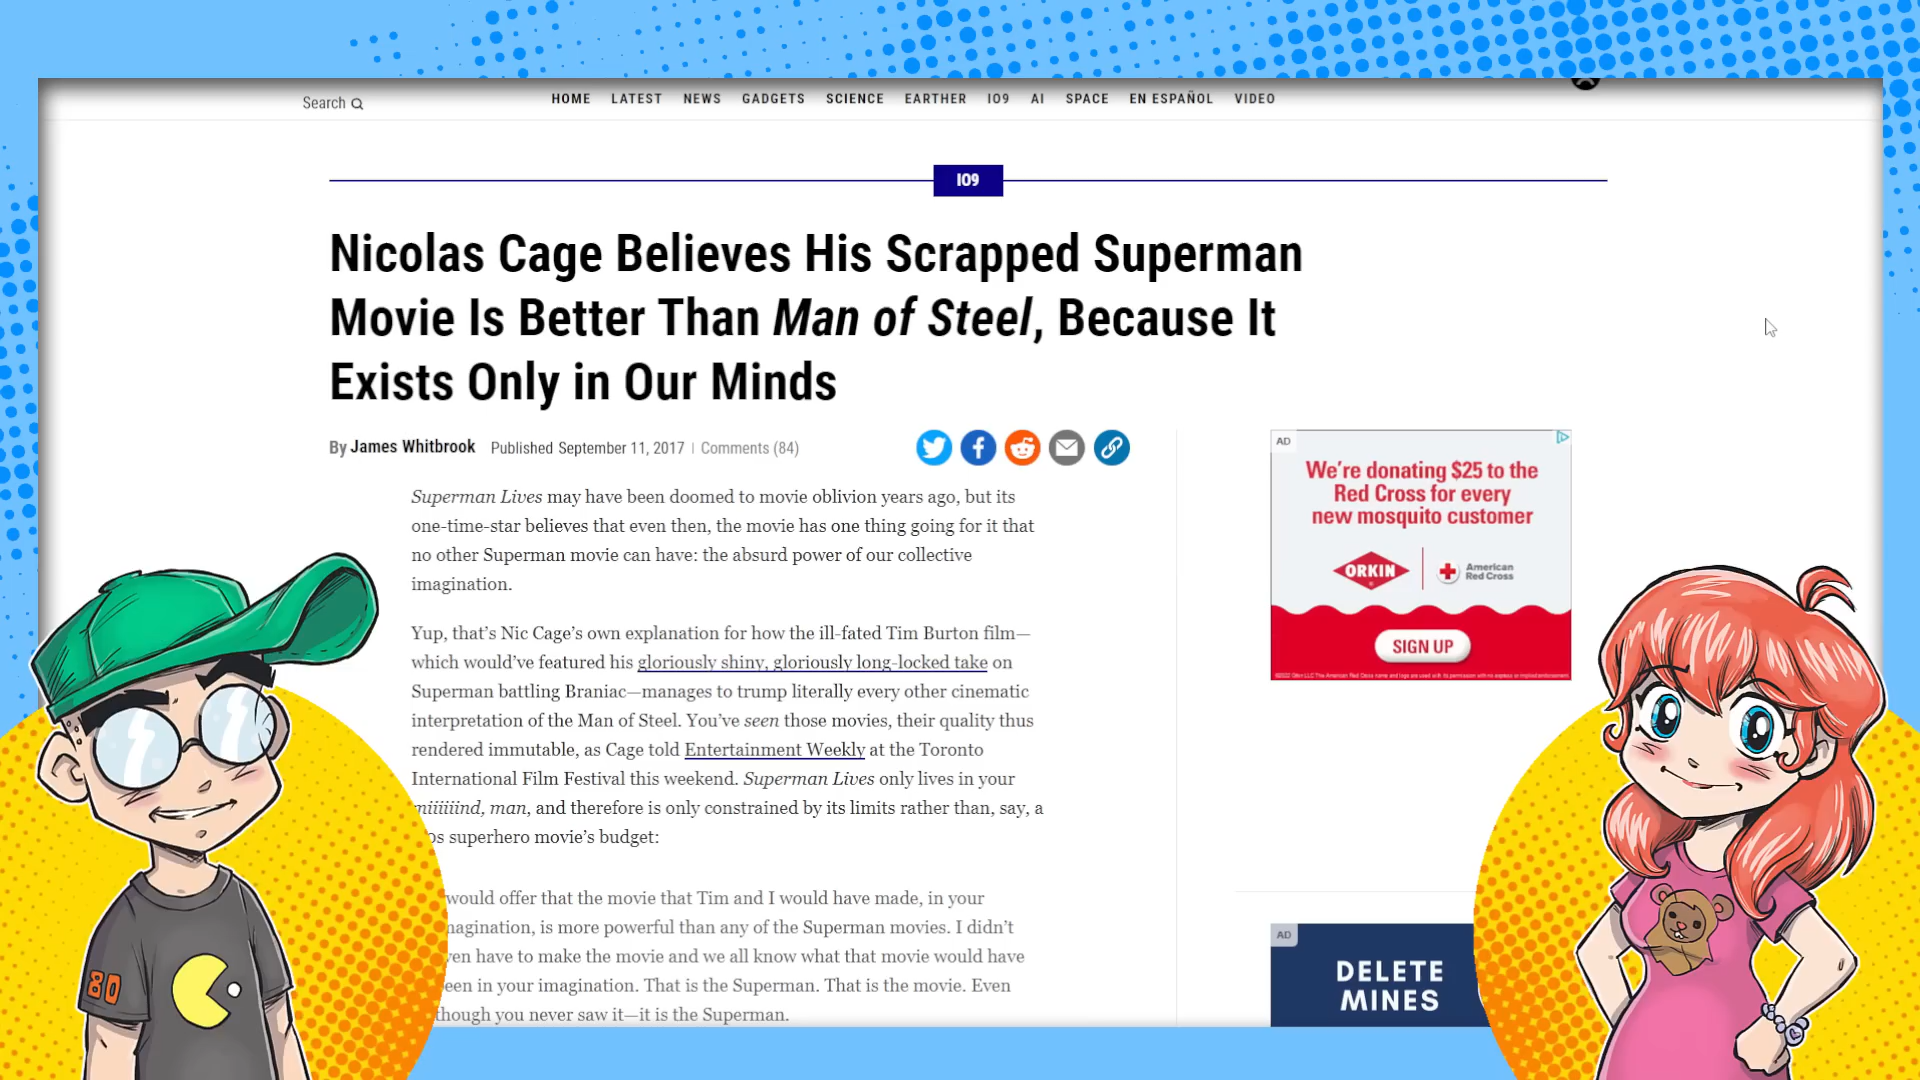 Search
HOME LATEST NEWS GADGETS SCIENCE EARTHER IO9 AI SPACE EN ESPAÑOL VIDEO
IO9
Nicolas Cage Believes His Scrapped Superman
Movie Is Better Than Man of Steel, Because It
Exists Only in Our Minds
By James Whitbrook Published September 11, 2017 | Comments (84)
Superman Lives may have been doomed to movie oblivion years ago, but its
one-time-star believes that even then, the movie has one thing going for it that
no other Superman movie can have: the absurd power of our collective
imagination.
Yup, that's Nic Cage's own explanation for how the ill-fated Tim Burton film—
which would've featured his gloriously shiny, gloriously long-locked take on
Superman battling Braniac—manages to trump literally every other cinematic
interpretation of the Man of Steel. You've seen those movies, their quality thus
rendered immutable, as Cage told Entertainment Weekly at the Toronto
International Film Festival this weekend. Superman Lives only lives in your
miiiiiind, man, and therefore is only constrained by its limits rather than, say, a
superhero movie's budget:
would offer that the movie that Tim and I would have made, in your
imagination, is more powerful than any of the Superman movies. I didn't
even have to make the movie and we all know what that movie would have
been in your imagination. That is the Superman. That is the movie. Even
though you never saw it—it is the Superman.
AD
We're donating $25 to the
Red Cross for every
new mosquito customer
ORKIN
American
Red Cross
SIGN UP
AD
DELETE
MINES
80